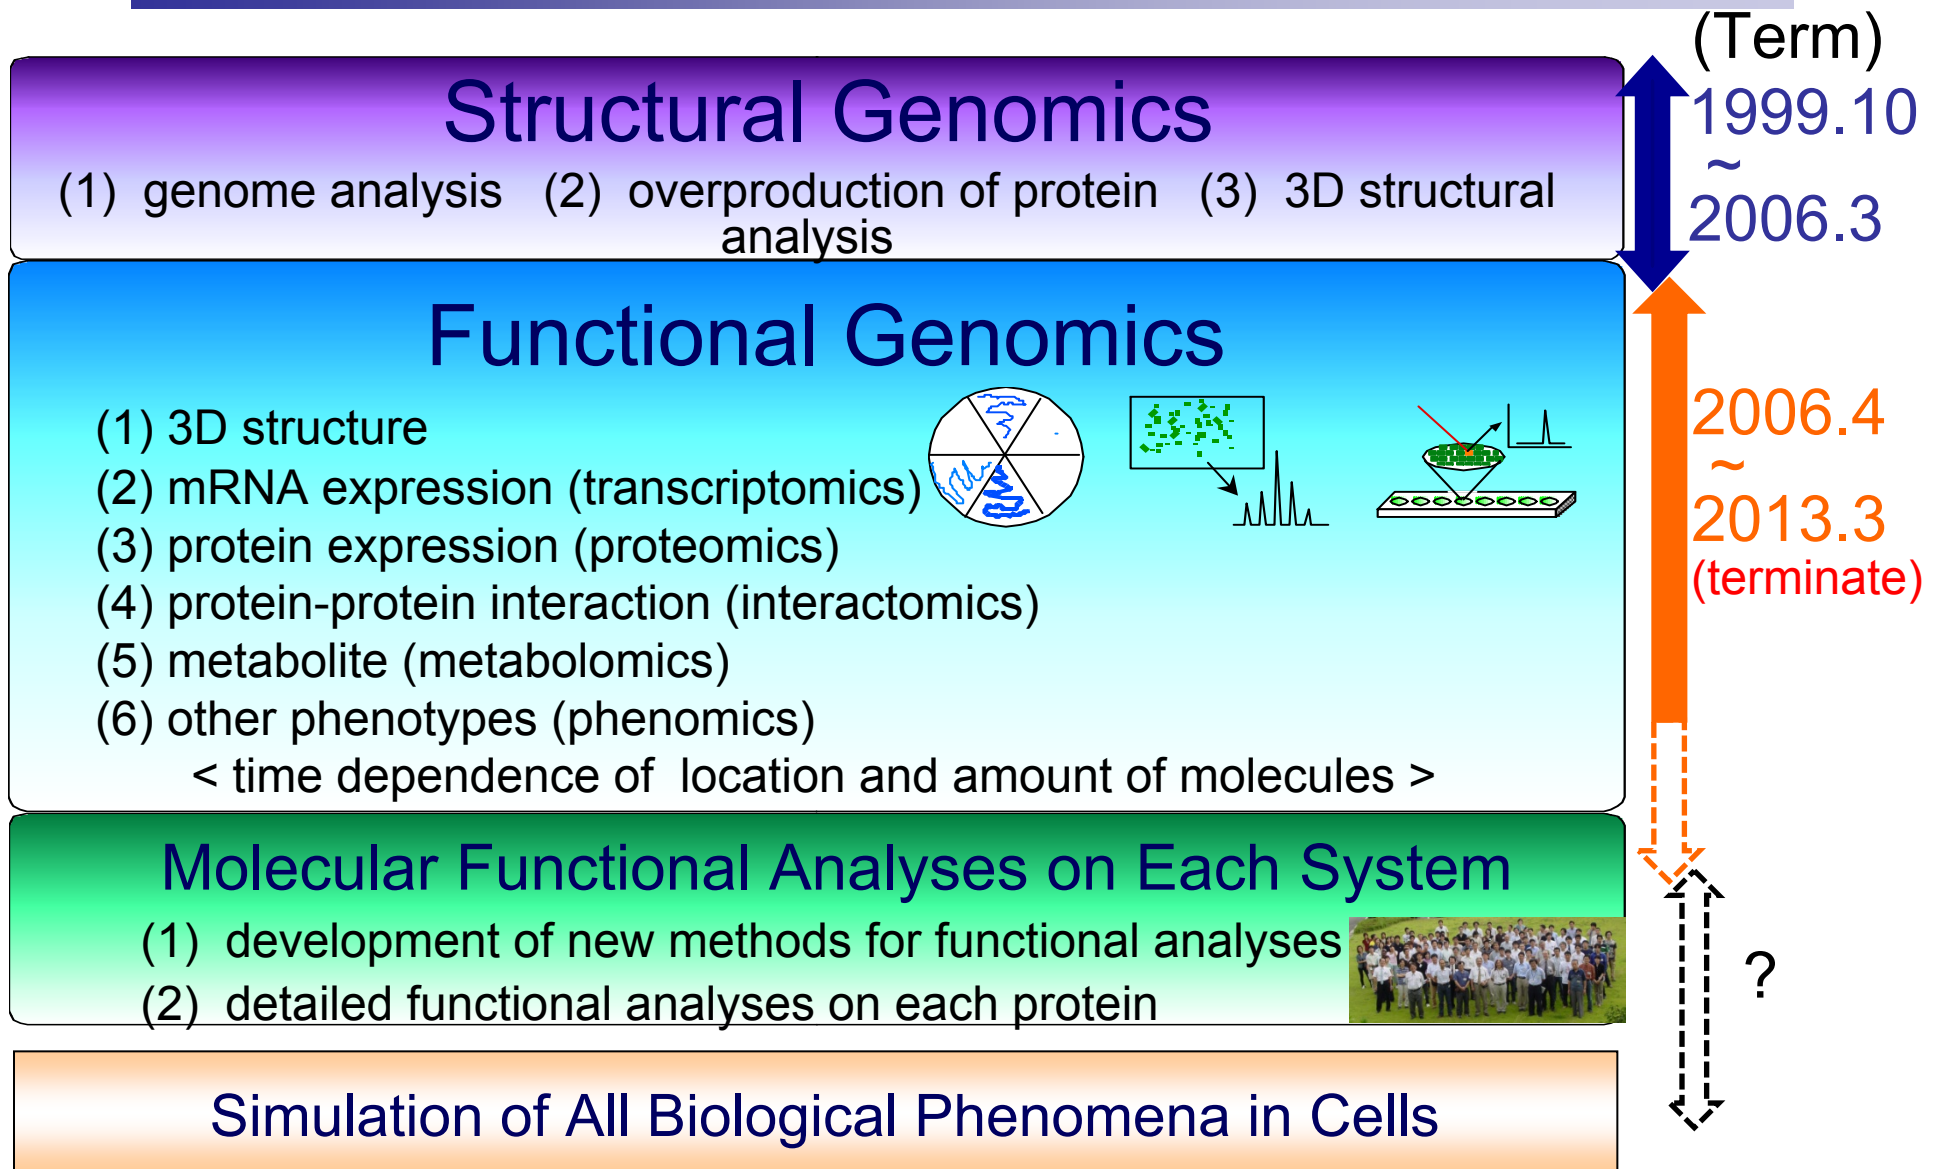 (Term)
Structural Genomics
(1) genome analysis (2) overproduction of protein (3) 3D structural
analysis
1999.10
~
2006.3
Functional Genomics
(1) 3D structure
(2) mRNA expression (transcriptomics)
(3) protein expression (proteomics)
(4) protein-protein interaction (interactomics)
(5) metabolite (metabolomics)
(6) other phenotypes (phenomics)
< time dependence of location and amount of molecules >
2006.4
~
2013.3
(terminate)
Molecular Functional Analyses on Each System
(1) development of new methods for functional analyses
(2) detailed functional analyses on each protein
?
Simulation of All Biological Phenomena in Cells